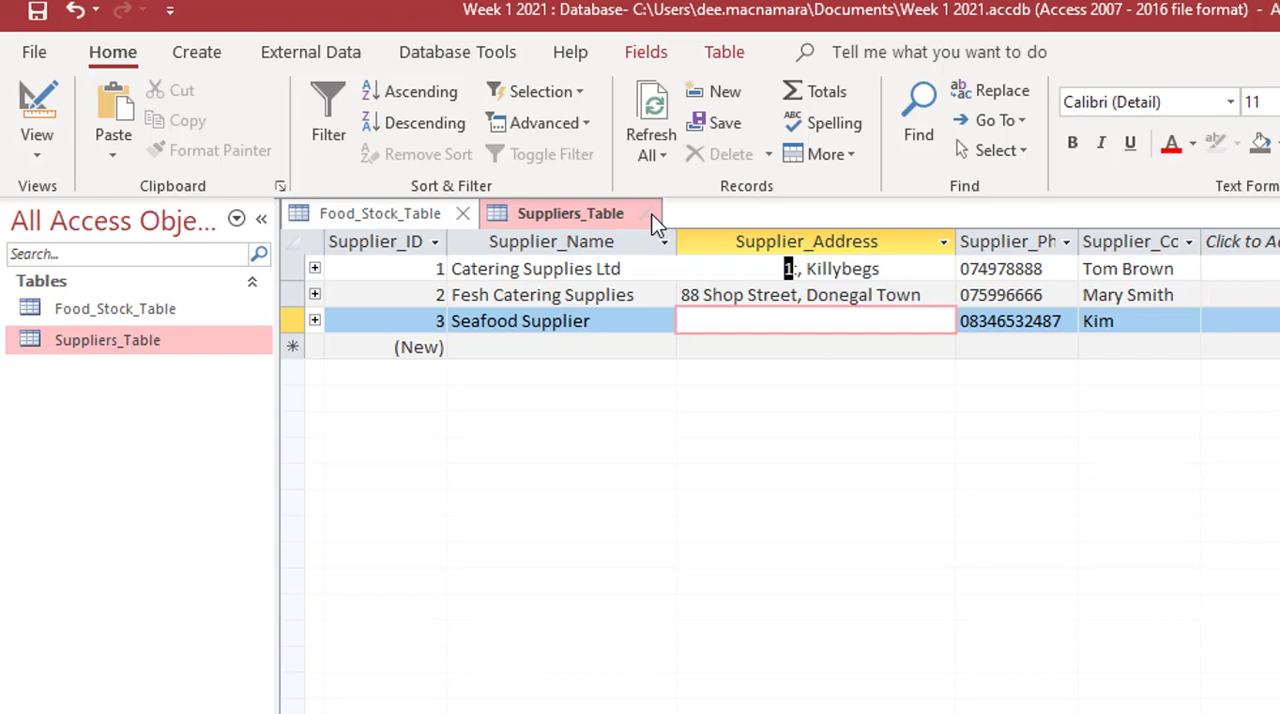 Week 1 2021 : Database- C:\Users\dee.macnamara\Documents\Week 1 2021.accdb (Access 2007 - 2016 file format) -
File Home Create External Data Database Tools Help Fields Table Tell me what you want to do
View
Views
Paste
Cut
Copy
Format Painter
Clipboard
Filter
Ascending
Descending
Remove Sort
Selection
Advanced
Toggle Filter
Sort & Filter
Refresh
All
New
Save
Delete
Totals
Spelling
More
Records
Find
Replace
Go To
Select
Find
Calibri (Detail) 11
B I U A
Text Form
All Access Obje...
Search...
Tables
Food_Stock_Table
Suppliers_Table
Food_Stock_Table Suppliers_Table
Supplier_ID Supplier_Name Supplier_Address Supplier_Ph Supplier_Co Click to Ad
1 Catering Supplies Ltd 1:, Killybegs 074978888 Tom Brown
2 Fesh Catering Supplies 88 Shop Street, Donegal Town 075996666 Mary Smith
3 Seafood Supplier 08346532487 Kim
(New)